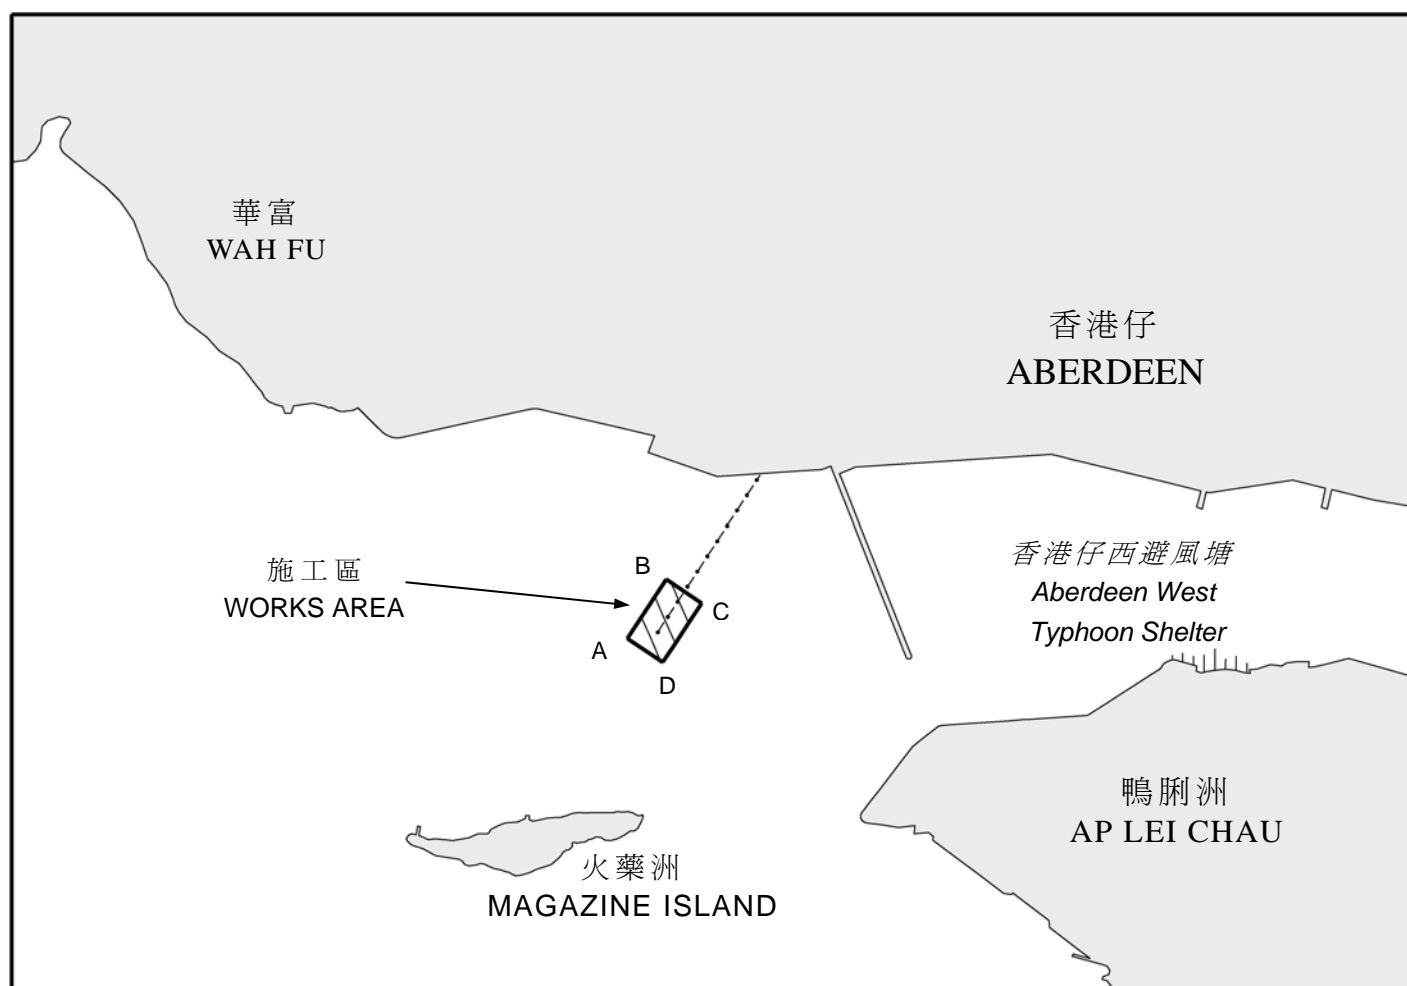 華富
WAH FU
香港仔
ABERDEEN
施工區
WORKS AREA
B
C
A
D
香港仔西避風塘
Aberdeen West
Typhoon Shelter
鴨脷洲
AP LEI CHAU
火藥洲
MAGAZINE ISLAND